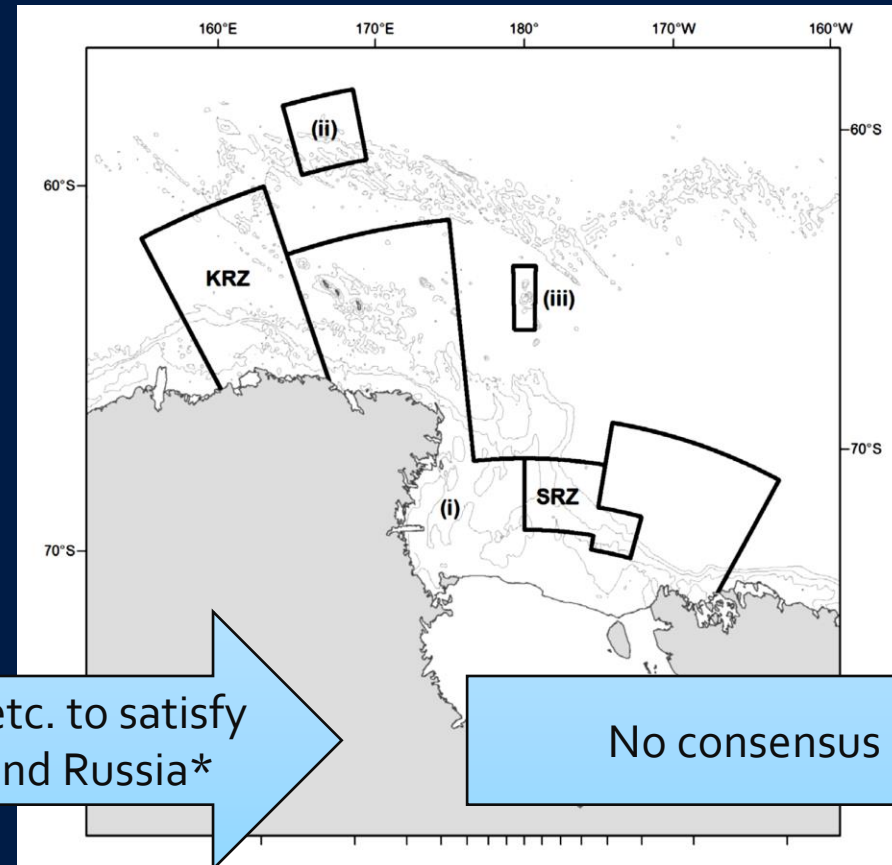 160°E 170°E 180° 170°W 160°W
(ii)
60°S
60°S
KRZ
(iii)
70°S
(i)
SRZ
70°S
etc. to satisfy
nd Russia*
No consensus